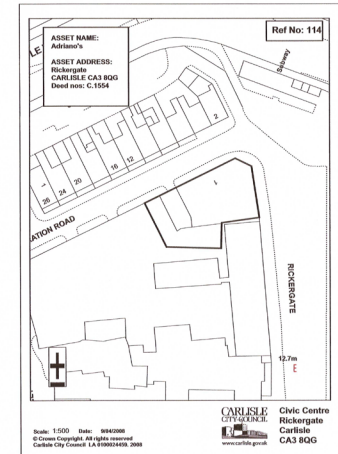 ASSET NAME:
Adriano's
ASSET ADDRESS:
Rickergate
CARLISLE CA3 8QG
Deed nos: C.1554
Ref No: 114
Subway
2
12
16
20
24
26
ATION ROAD
RICKERGATE
12.7m
E
Scale: 1:500 Date: 9/04/2008
© Crown Copyright. All rights reserved
Carlisle City Council LA 0100024459, 2008
CARLISLE
CITY COUNCIL
www.carlisle.gov.uk
Civic Centre
Rickergate
Carlisle
CA3 8QG